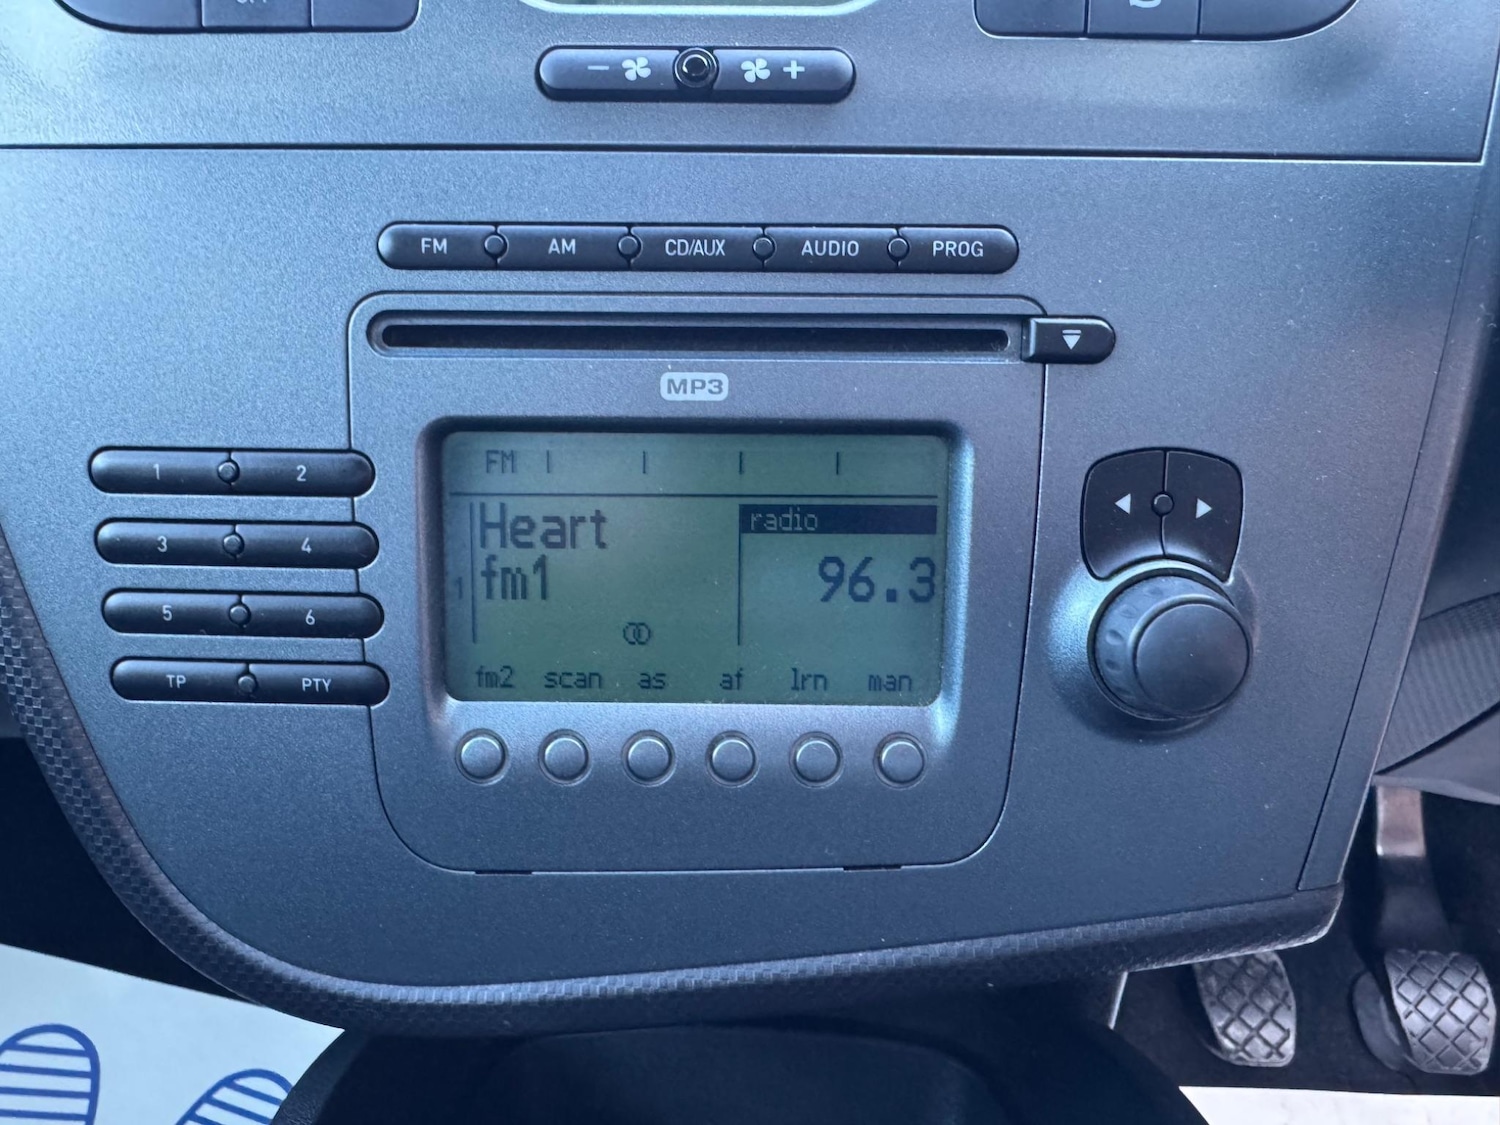 − +
FM AM CD/AUX AUDIO PROG
MP3
1 2
3 4
5 6
TP PTY
FM
Heart
radio
1 fm1
96.3
fm2 scan as af lrn man